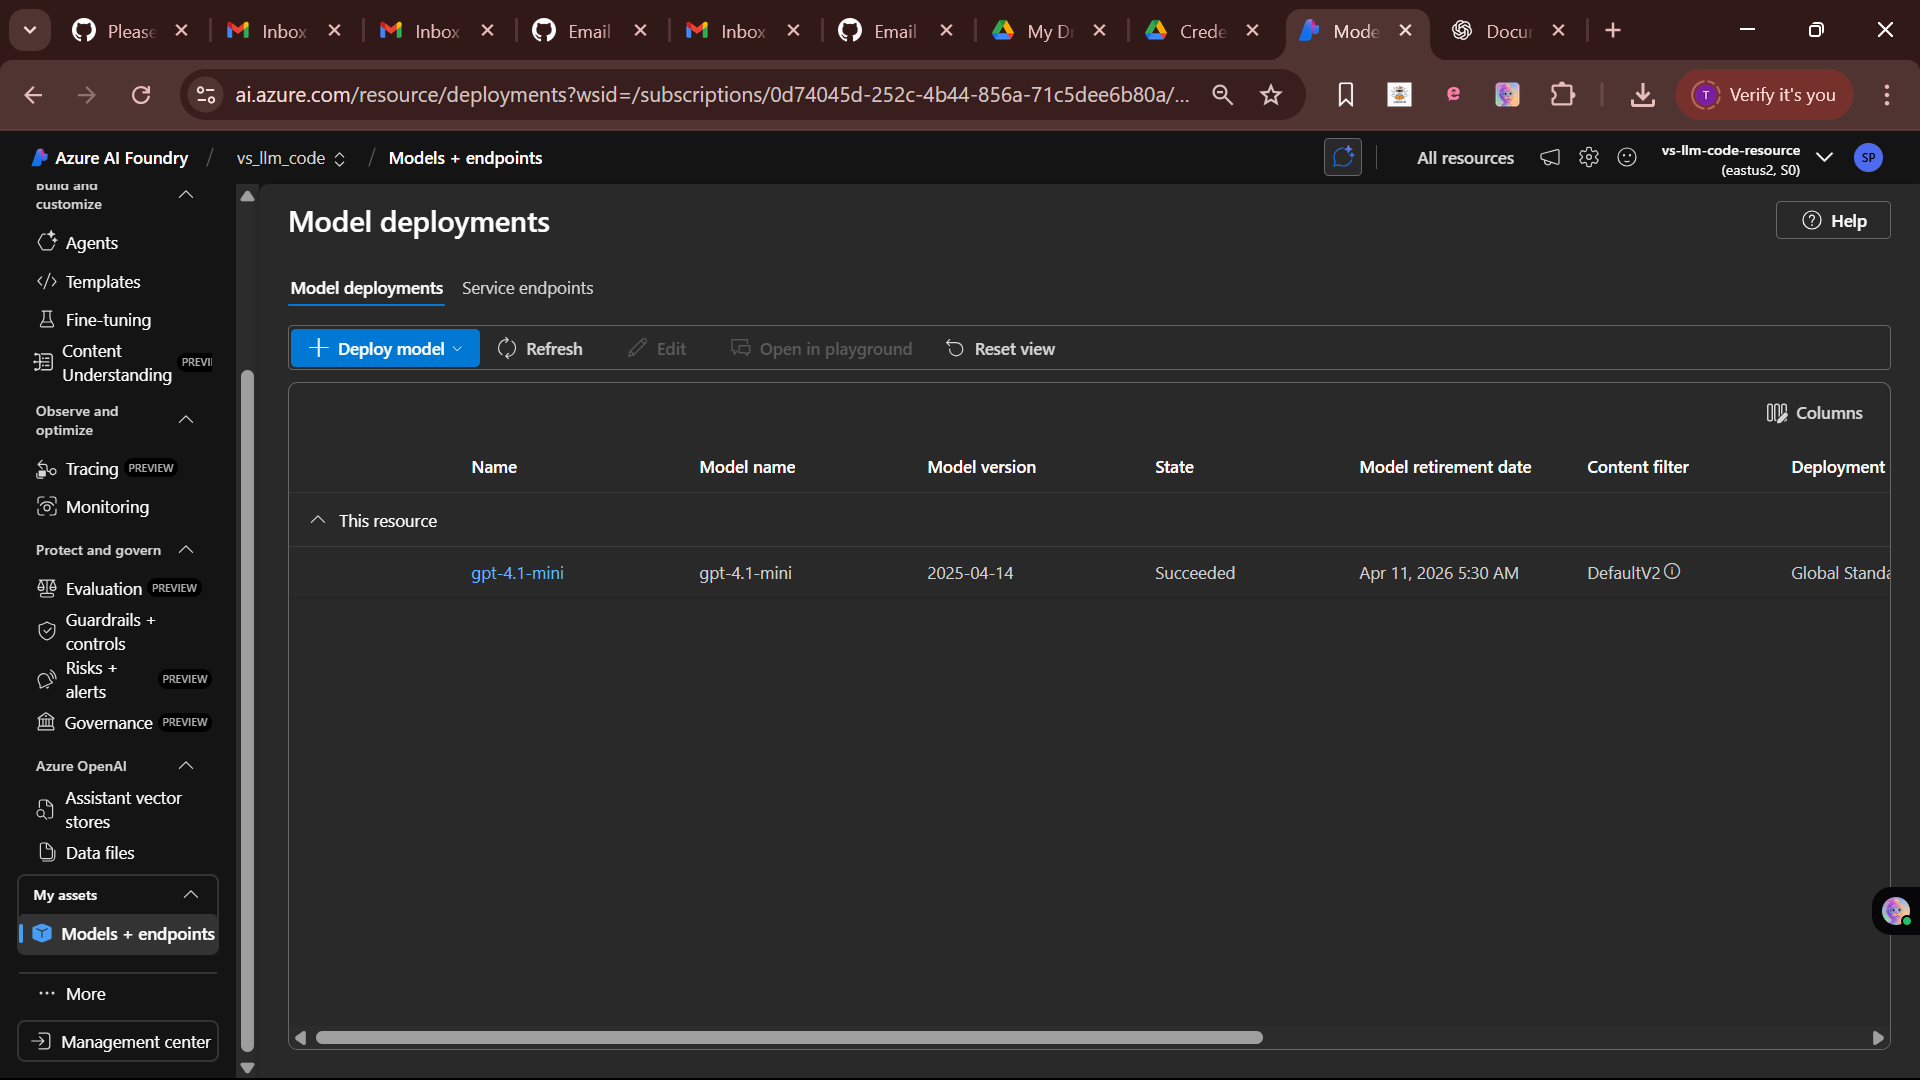 Please
Inbox
Inbox
Email
Inbox
Email
My Dr
Crede
Mode
Docur
ai.azure.com/resource/deployments?wsid=/subscriptions/0d74045d-252c-4b44-856a-71c5dee6b80a/...
T
Verify it's you
Azure AI Foundry / vs_llm_code / Models + endpoints
All resources
vs-llm-code-resource
(eastus2, S0)
SP
Build and
customize
Agents
Templates
Fine-tuning
Content
Understanding
PREVI
Observe and
optimize
Tracing PREVIEW
Monitoring
Protect and govern
Evaluation PREVIEW
Guardrails +
controls
Risks +
alerts
PREVIEW
Governance PREVIEW
Azure OpenAI
Assistant vector
stores
Data files
My assets
Models + endpoints
More
Management center
Model deployments
Help
Model deployments Service endpoints
Deploy model Refresh Edit Open in playground Reset view
Columns
Name Model name Model version State Model retirement date Content filter Deployment
This resource
gpt-4.1-mini gpt-4.1-mini 2025-04-14 Succeeded Apr 11, 2026 5:30 AM DefaultV2 Global Standa